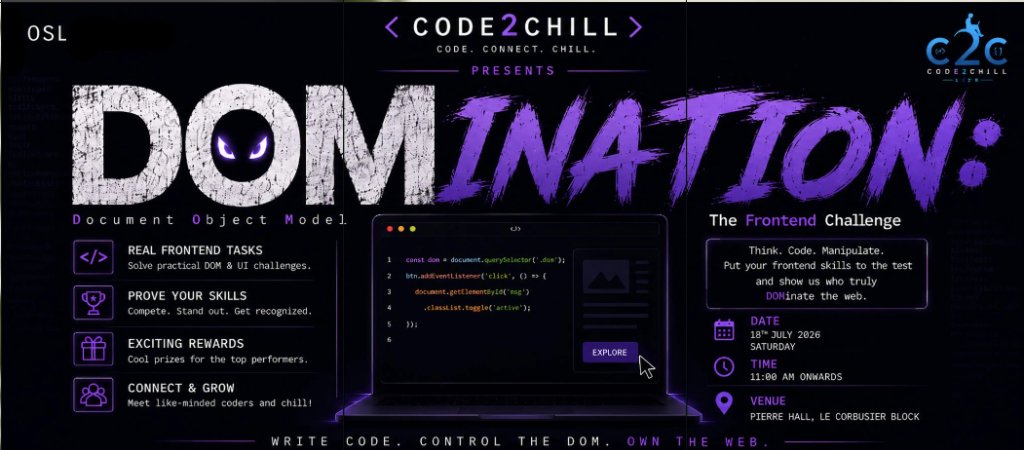 OSL
< CODE2CHILL >
CODE. CONNECT. CHILL.
PRESENTS
C2C
CODE2CHILL
DOMINATION:
Document Object Model
</> REAL FRONTEND TASKS
Solve practical DOM & UI challenges.
PROVE YOUR SKILLS
Compete. Stand out. Get recognized.
EXCITING REWARDS
Cool prizes for the top performers.
CONNECT & GROW
Meet like-minded coders and chill!
</>
1 const dom = document.querySelector('.dom');
2 btn.addEventListener('click', () => {
3 document.getElementById('msg')
4 .classList.toggle('active');
5 });
6
EXPLORE
The Frontend Challenge
Think. Code. Manipulate.
Put your frontend skills to the test
and show us who truly
DOMinate the web.
DATE
18TH JULY 2026
SATURDAY
TIME
11:00 AM ONWARDS
VENUE
PIERRE HALL, LE CORBUSIER BLOCK
WRITE CODE. CONTROL THE DOM. OWN THE WEB.